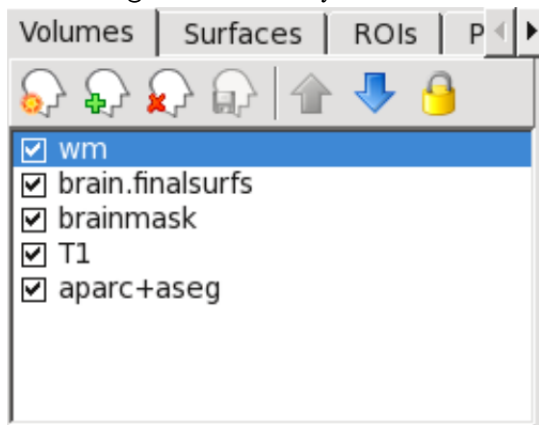 Volumes Surfaces ROIs P
wm
brain.finalsurfs
brainmask
T1
aparc+aseg